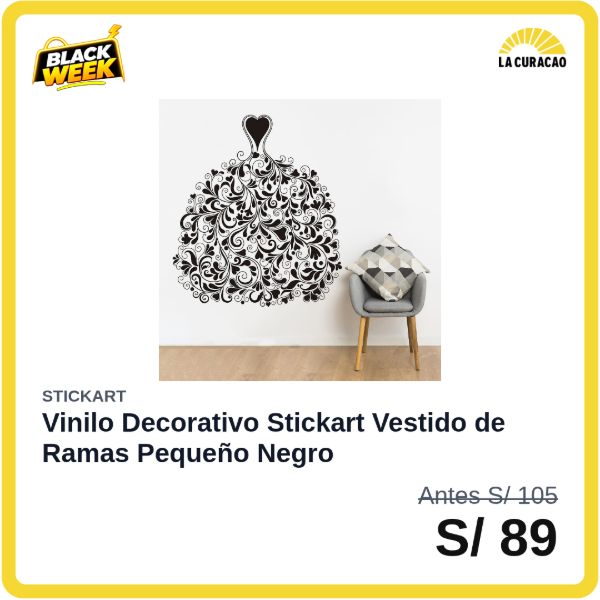 BLACK
WEEK
LA CURACAO
STICKART
Vinilo Decorativo Stickart Vestido de
Ramas Pequeño Negro
Antes S/ 105
S/ 89